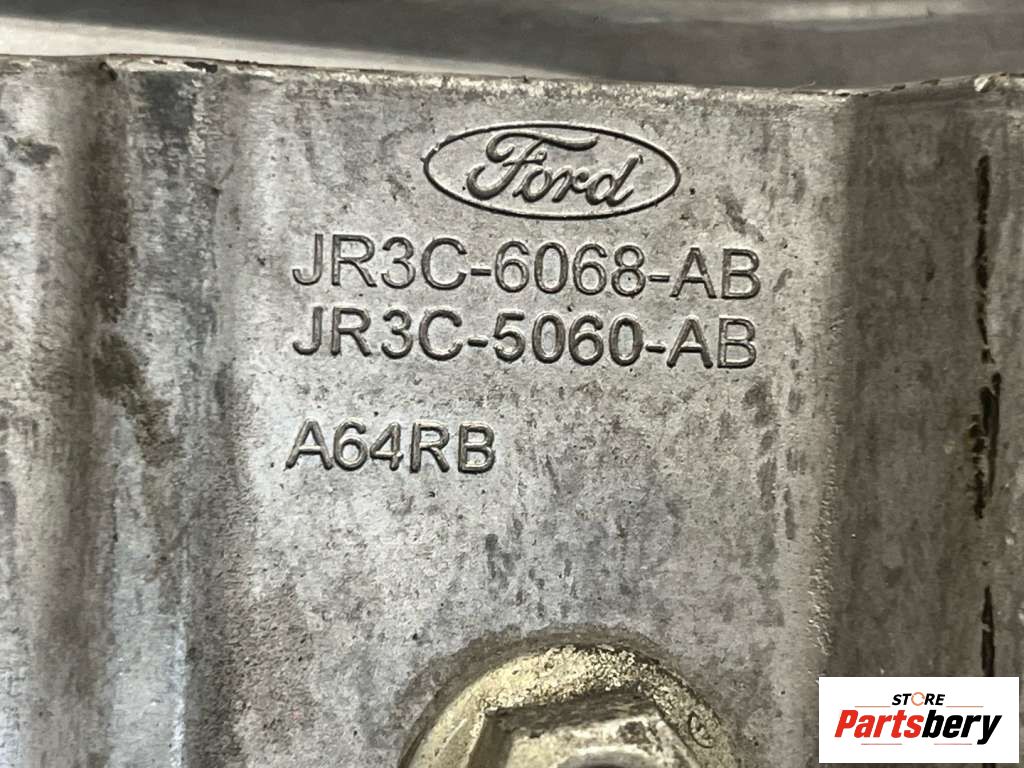 Ford
JR3C-6068-AB
JR3C-5060-AB
A64RB
STORE
Partsbery